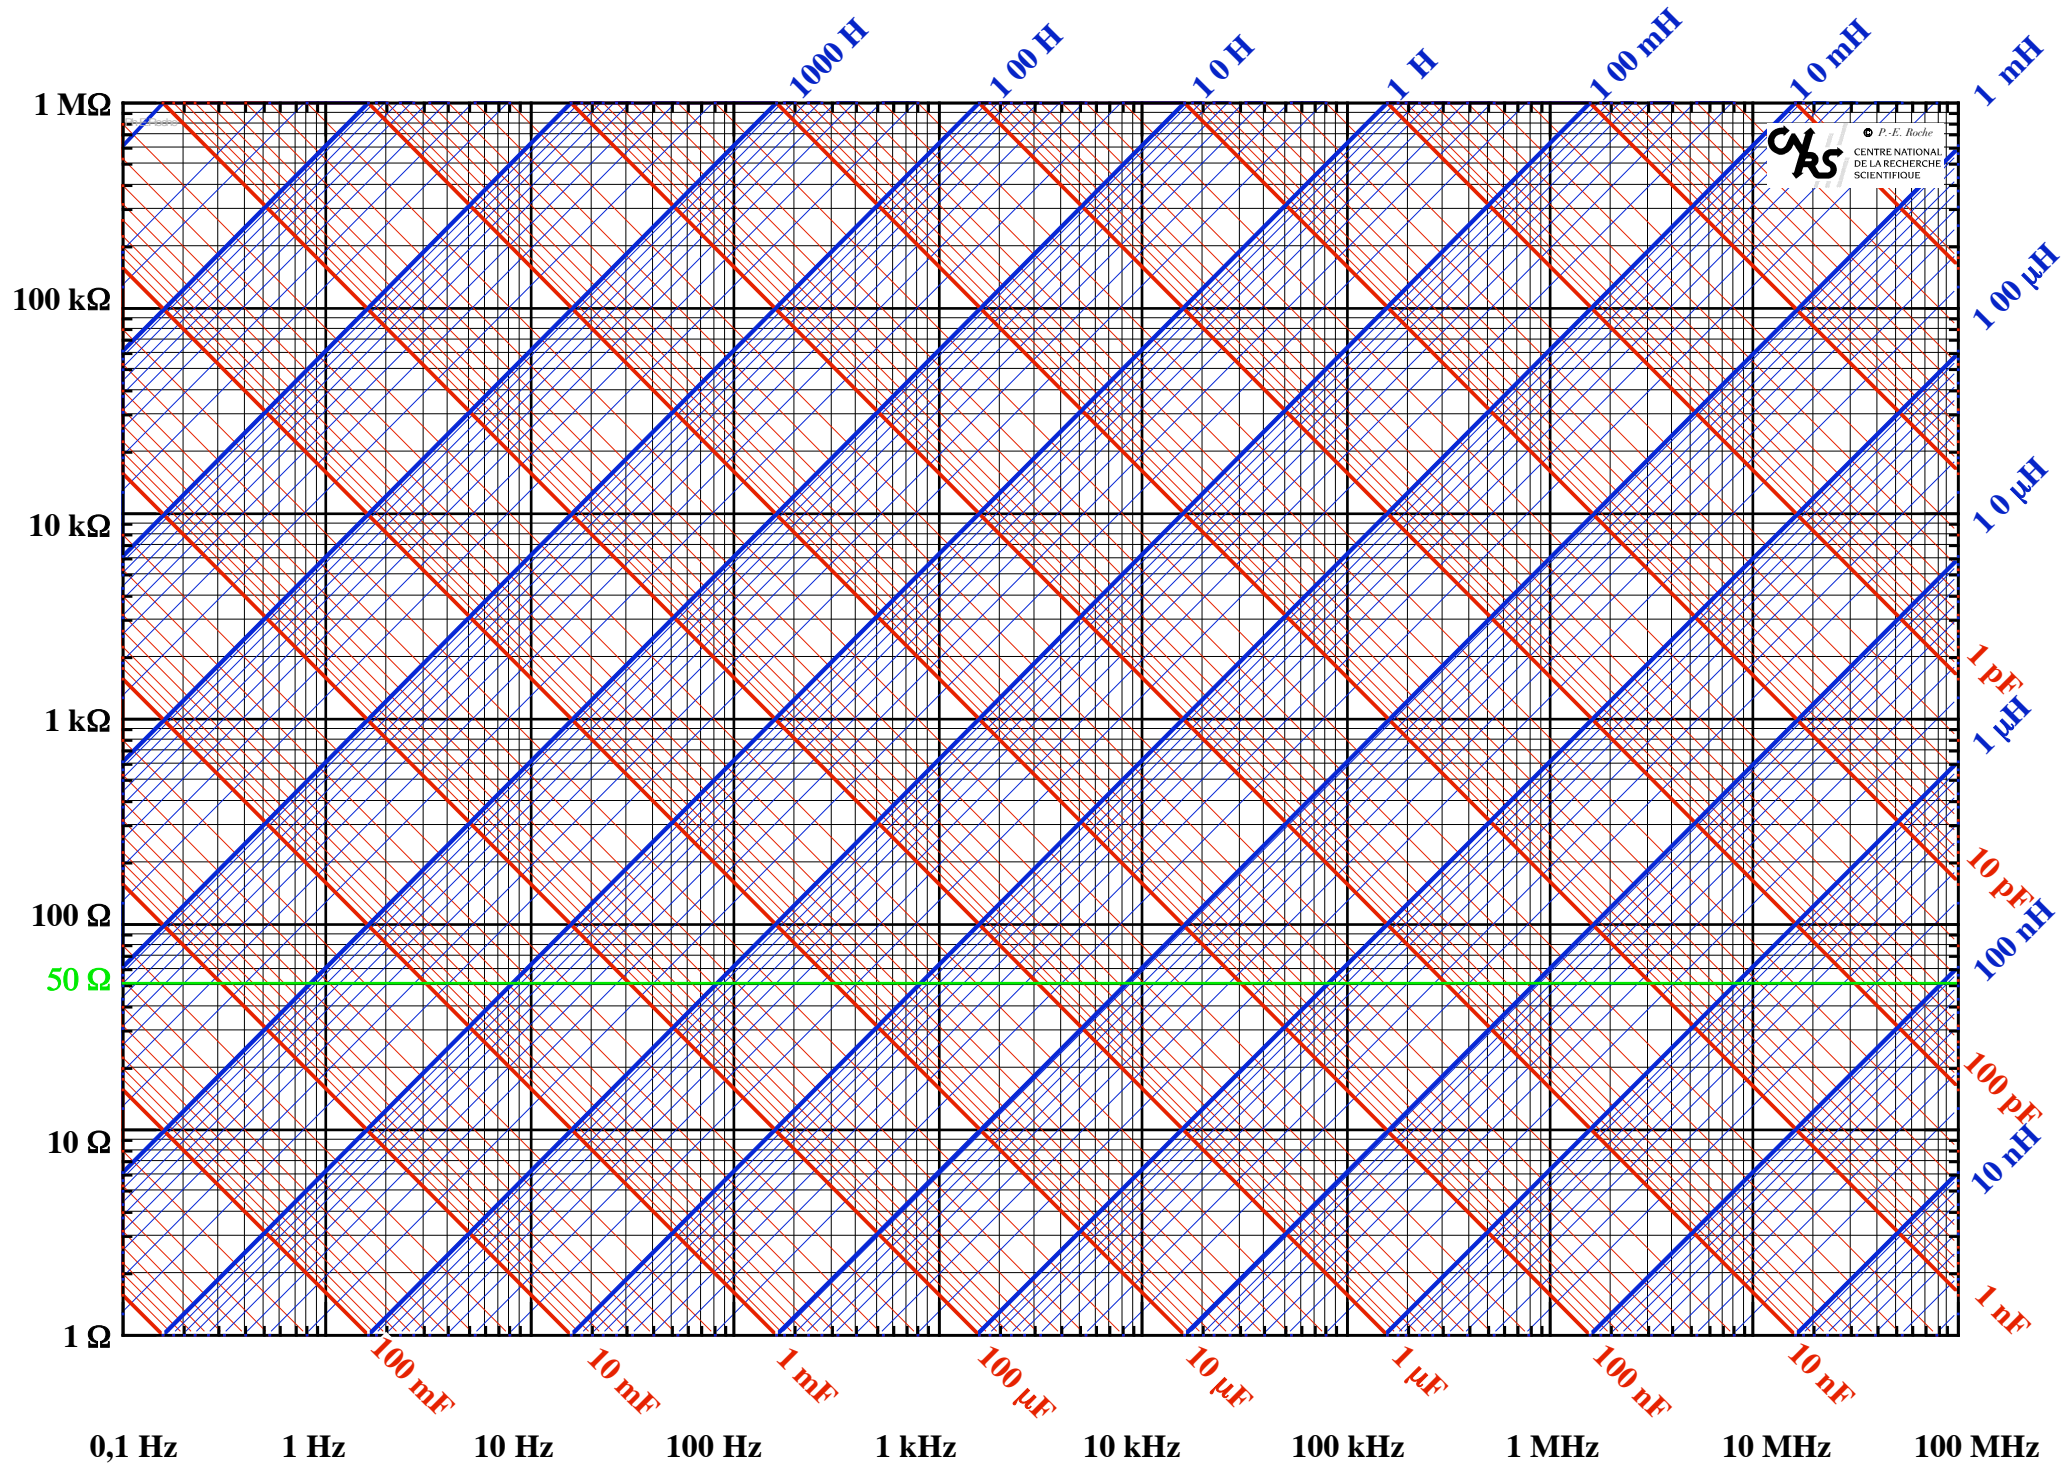 1000 H
1 00 H
1 0 H
1 H
1 00 mH
1 0 mH
1 mH
1 MΩ
© P.-E. Roche
CNRS
CENTRE NATIONAL
DE LA RECHERCHE
SCIENTIFIQUE
100 kΩ
1 00 µH
10 kΩ
1 0 µH
1 pF
1 kΩ
1 µH
10 pF
100 Ω
100 nH
50 Ω
100 pF
10 Ω
10 nH
1 nF
1 Ω
100 mF
10 mF
1 mF
100 µF
10 µF
1 µF
100 nF
10 nF
0,1 Hz
1 Hz
10 Hz
100 Hz
1 kHz
10 kHz
100 kHz
1 MHz
10 MHz
100 MHz